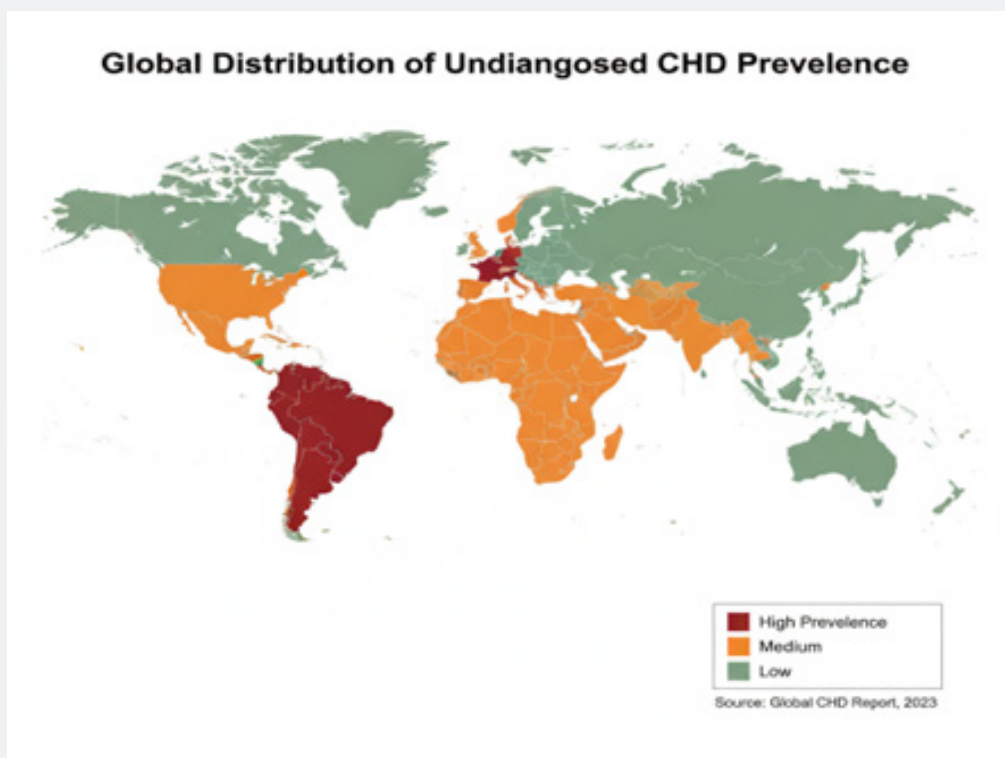 Global Distribution of Undiangosed CHD Prevelence
High Prevelence
Medium
Low
Source: Global CHD Report, 2023